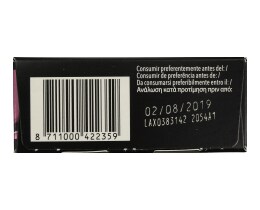 Consumir preferentemente antes del: /
Consumir de preferência antes de: /
Da consumarsi preferibilmente entro il: /
Ανάλωση κατά προτίμηση πριν από:
02/08/2019
LAX0383142 2054A1
8 711000 422359